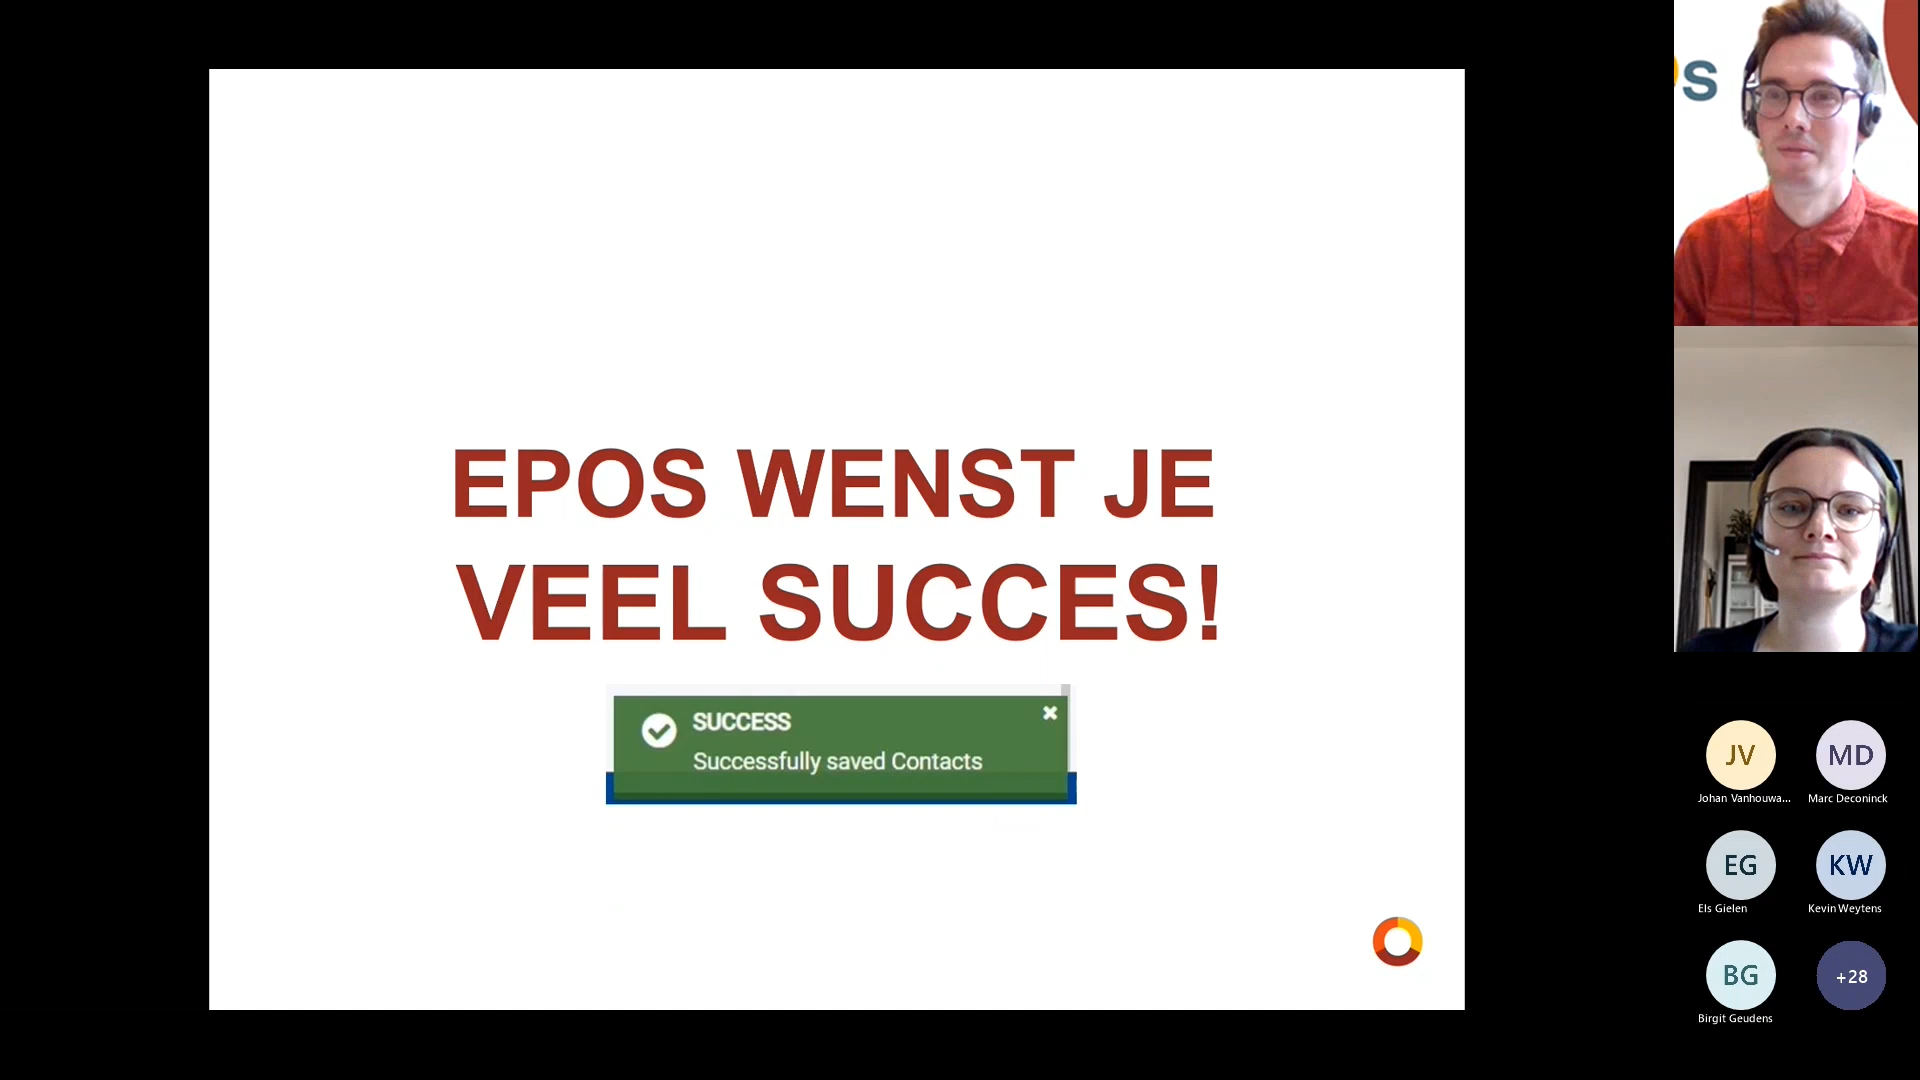 EPOS WENST JE
VEEL SUCCES!
SUCCESS
Successfully saved Contacts
s
JV
MD
Johan Vanhouwa...
Marc Deconinck
EG
KW
Els Gielen
Kevin Weytens
BG
+28
Birgit Geudens